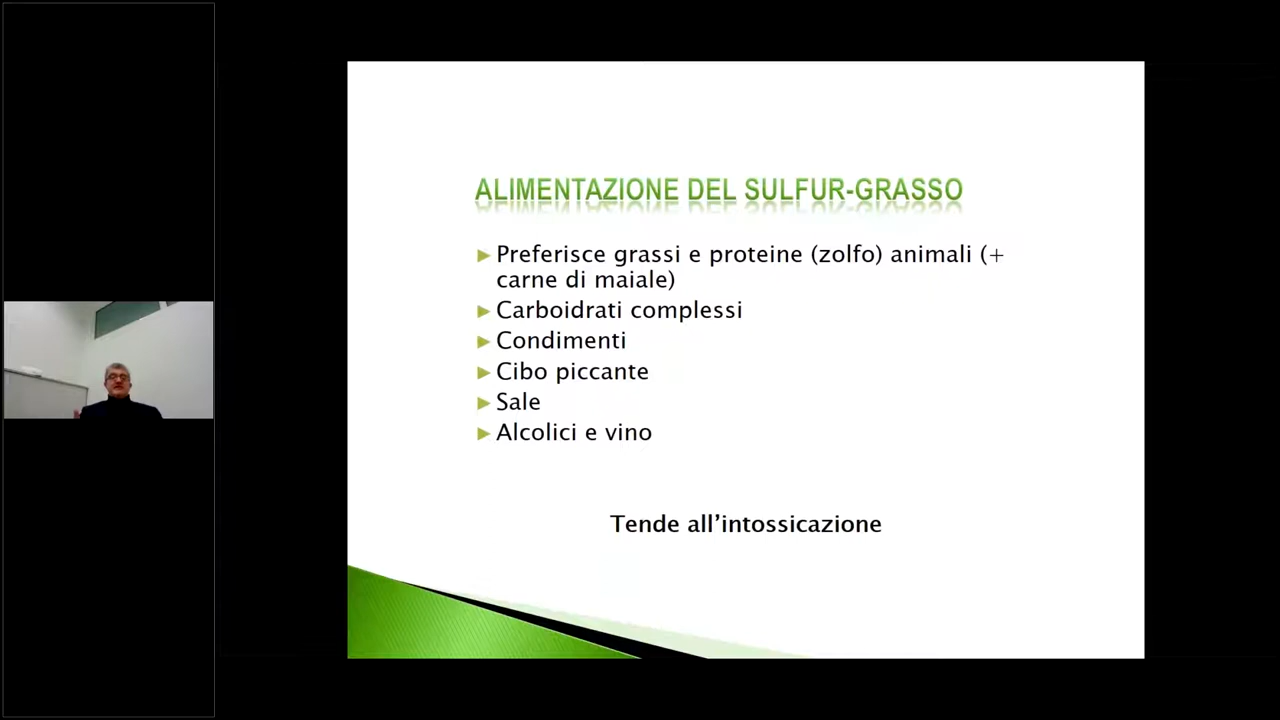 ALIMENTAZIONE DEL SULFUR-GRASSO
Preferisce grassi e proteine (zolfo) animali (+
carne di maiale)
Carboidrati complessi
Condimenti
Cibo piccante
Sale
Alcolici e vino
Tende all’intossicazione